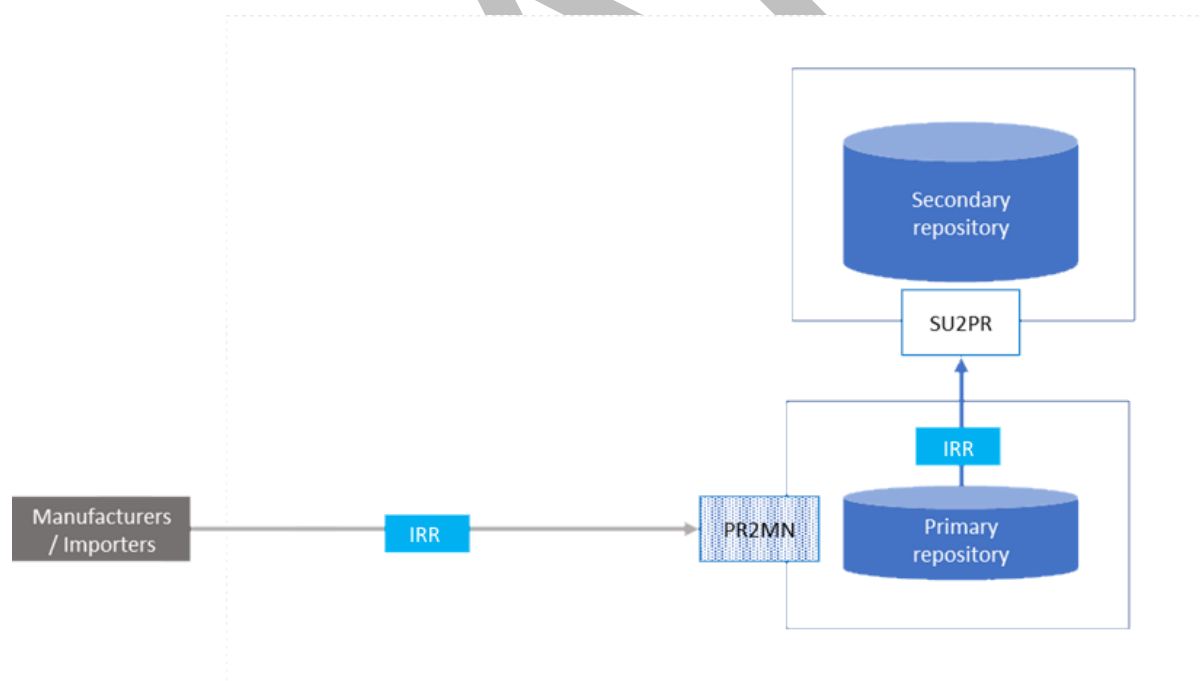 Secondary
repository
SU2PR
IRR
Manufacturers
/ Importers
IRR
PR2MN
Primary
repository